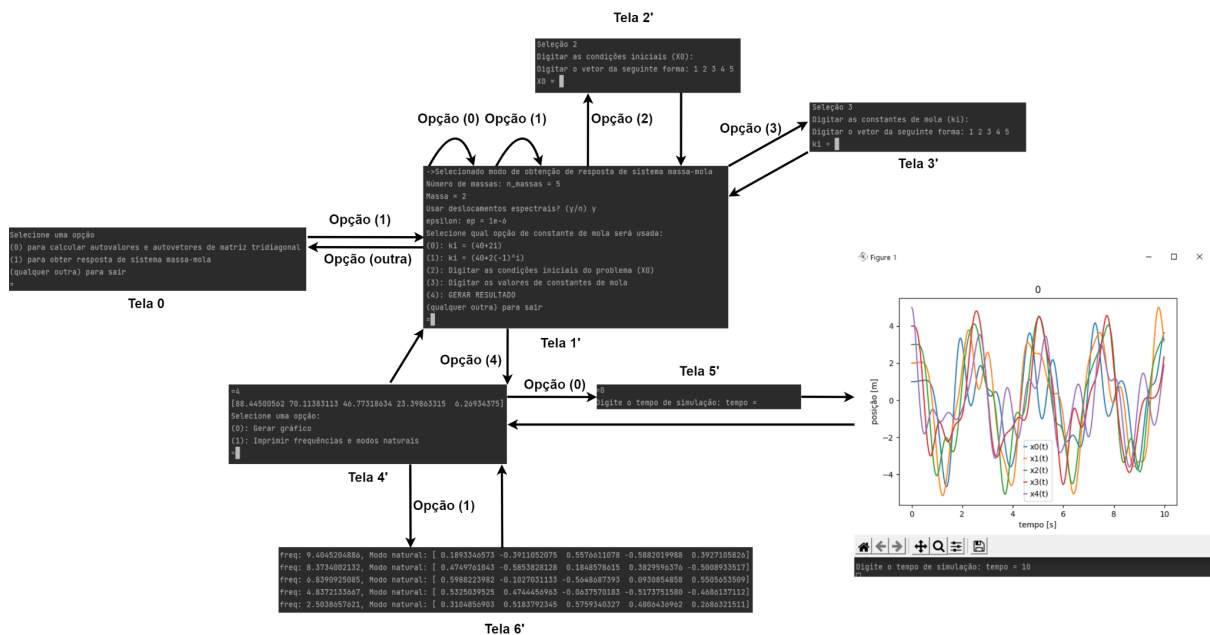 Tela 2'
Seleção 2
Digitar as condições iniciais (X0):
Digitar o vetor da seguinte forma: 1 2 3 4 5
X0 =
Opção (0)
Opção (1)
Opção (2)
Opção (3)
Seleção 3
Digitar as constantes de mola (ki):
Digitar o vetor da seguinte forma: 1 2 3 4 5
ki =
Tela 3'
->Selecionado modo de obtenção de resposta de sistema massa-mola
Número de massas: n_massas = 5
Massa = 2
Usar deslocamentos espectrais? (y/n) y
epsilon: ep = 1e-6
Selecione qual opção de constante de mola será usada:
(0): ki = (40+2i)
(1): ki = (40+2(-1)^i)
(2): Digitar as condições iniciais do problema (X0)
(3): Digitar os valores de constantes de mola
(4): GERAR RESULTADO
(qualquer outra) para sair
=
Tela 1'
Opção (1)
Opção (outra)
Selecione uma opção
(0) para calcular autovalores e autovetores de matriz tridiagonal
(1) para obter resposta de sistema massa-mola
(qualquer outra) para sair
=
Tela 0
Opção (4)
=4
[88.44500562 70.11383113 46.77318634 23.39863315 6.26934375]
Selecione uma opção:
(0): Gerar gráfico
(1): Imprimir frequências e modos naturais
=
Tela 4'
Opção (0)
Tela 5'
=0
Digite o tempo de simulação: tempo =
Opção (1)
freq: 9.4045204886, Modo natural: [ 0.1893346573 -0.3911052075 0.5576611078 -0.5882019988 0.3927105826]
freq: 8.3734002132, Modo natural: [ 0.4749761043 -0.5853828128 0.1848578615 0.3829596376 -0.5008933517]
freq: 6.8390925085, Modo natural: [ 0.5988223982 -0.1027031133 -0.5648687393 0.0930854858 0.5505653509]
freq: 4.8372133667, Modo natural: [ 0.5325039525 0.4744456963 -0.0637570183 -0.5173751580 -0.4686137112]
freq: 2.5038657621, Modo natural: [ 0.3104856903 0.5183792345 0.5759340327 0.4806436962 0.2686321511]
Tela 6'
Figure 1
0
posição [m]
4
2
0
−2
−4
x0(t)
x1(t)
x2(t)
x3(t)
x4(t)
0 2 4 6 8 10
tempo [s]
Digite o tempo de simulação: tempo = 10